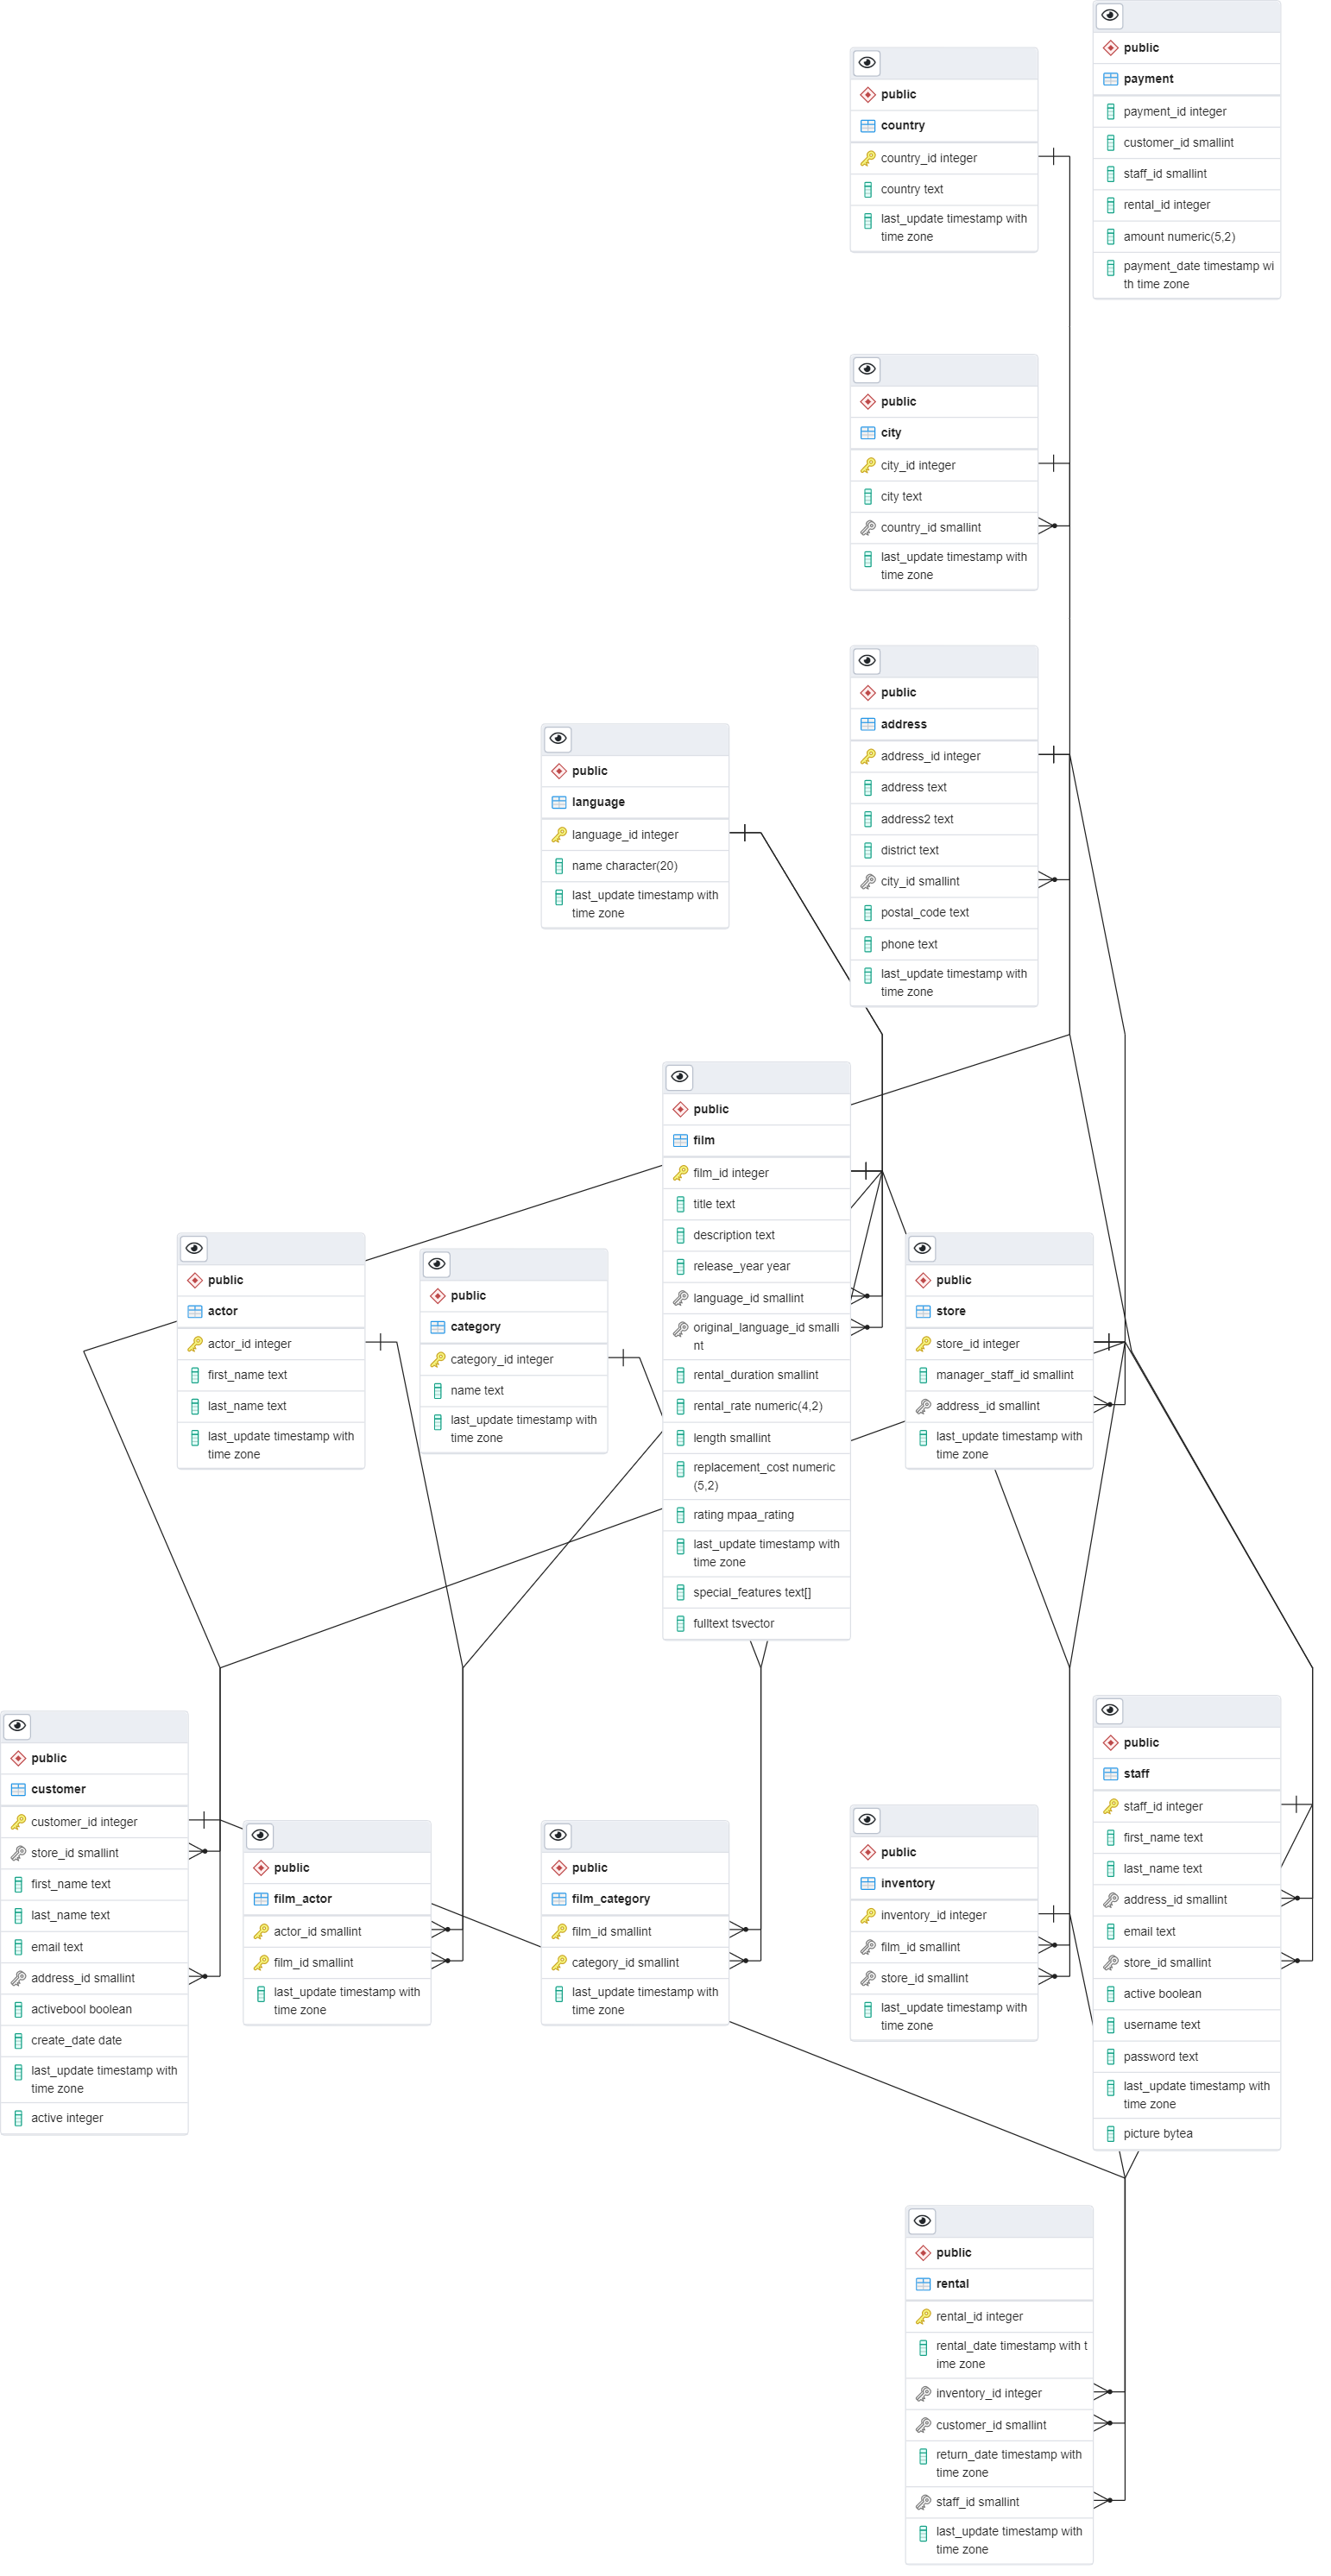 public
payment
payment_id integer
customer_id smallint
staff_id smallint
rental_id integer
amount numeric(5,2)
payment_date timestamp wi
th time zone
public
country
country_id integer
country text
last_update timestamp with
time zone
public
city
city_id integer
city text
country_id smallint
last_update timestamp with
time zone
public
address
address_id integer
address text
address2 text
district text
city_id smallint
postal_code text
phone text
last_update timestamp with
time zone
public
language
language_id integer
name character(20)
last_update timestamp with
time zone
public
film
film_id integer
title text
description text
release_year year
language_id smallint
original_language_id smalli
nt
rental_duration smallint
rental_rate numeric(4,2)
length smallint
replacement_cost numeric
(5,2)
rating mpaa_rating
last_update timestamp with
time zone
special_features text[]
fulltext tsvector
public
actor
actor_id integer
first_name text
last_name text
last_update timestamp with
time zone
public
category
category_id integer
name text
last_update timestamp with
time zone
public
store
store_id integer
manager_staff_id smallint
address_id smallint
last_update timestamp with
time zone
public
customer
customer_id integer
store_id smallint
first_name text
last_name text
email text
address_id smallint
activebool boolean
create_date date
last_update timestamp with
time zone
active integer
public
film_actor
actor_id smallint
film_id smallint
last_update timestamp with
time zone
public
film_category
film_id smallint
category_id smallint
last_update timestamp with
time zone
public
inventory
inventory_id integer
film_id smallint
store_id smallint
last_update timestamp with
time zone
public
staff
staff_id integer
first_name text
last_name text
address_id smallint
email text
store_id smallint
active boolean
username text
password text
last_update timestamp with
time zone
picture bytea
public
rental
rental_id integer
rental_date timestamp with t
ime zone
inventory_id integer
customer_id smallint
return_date timestamp with
time zone
staff_id smallint
last_update timestamp with
time zone